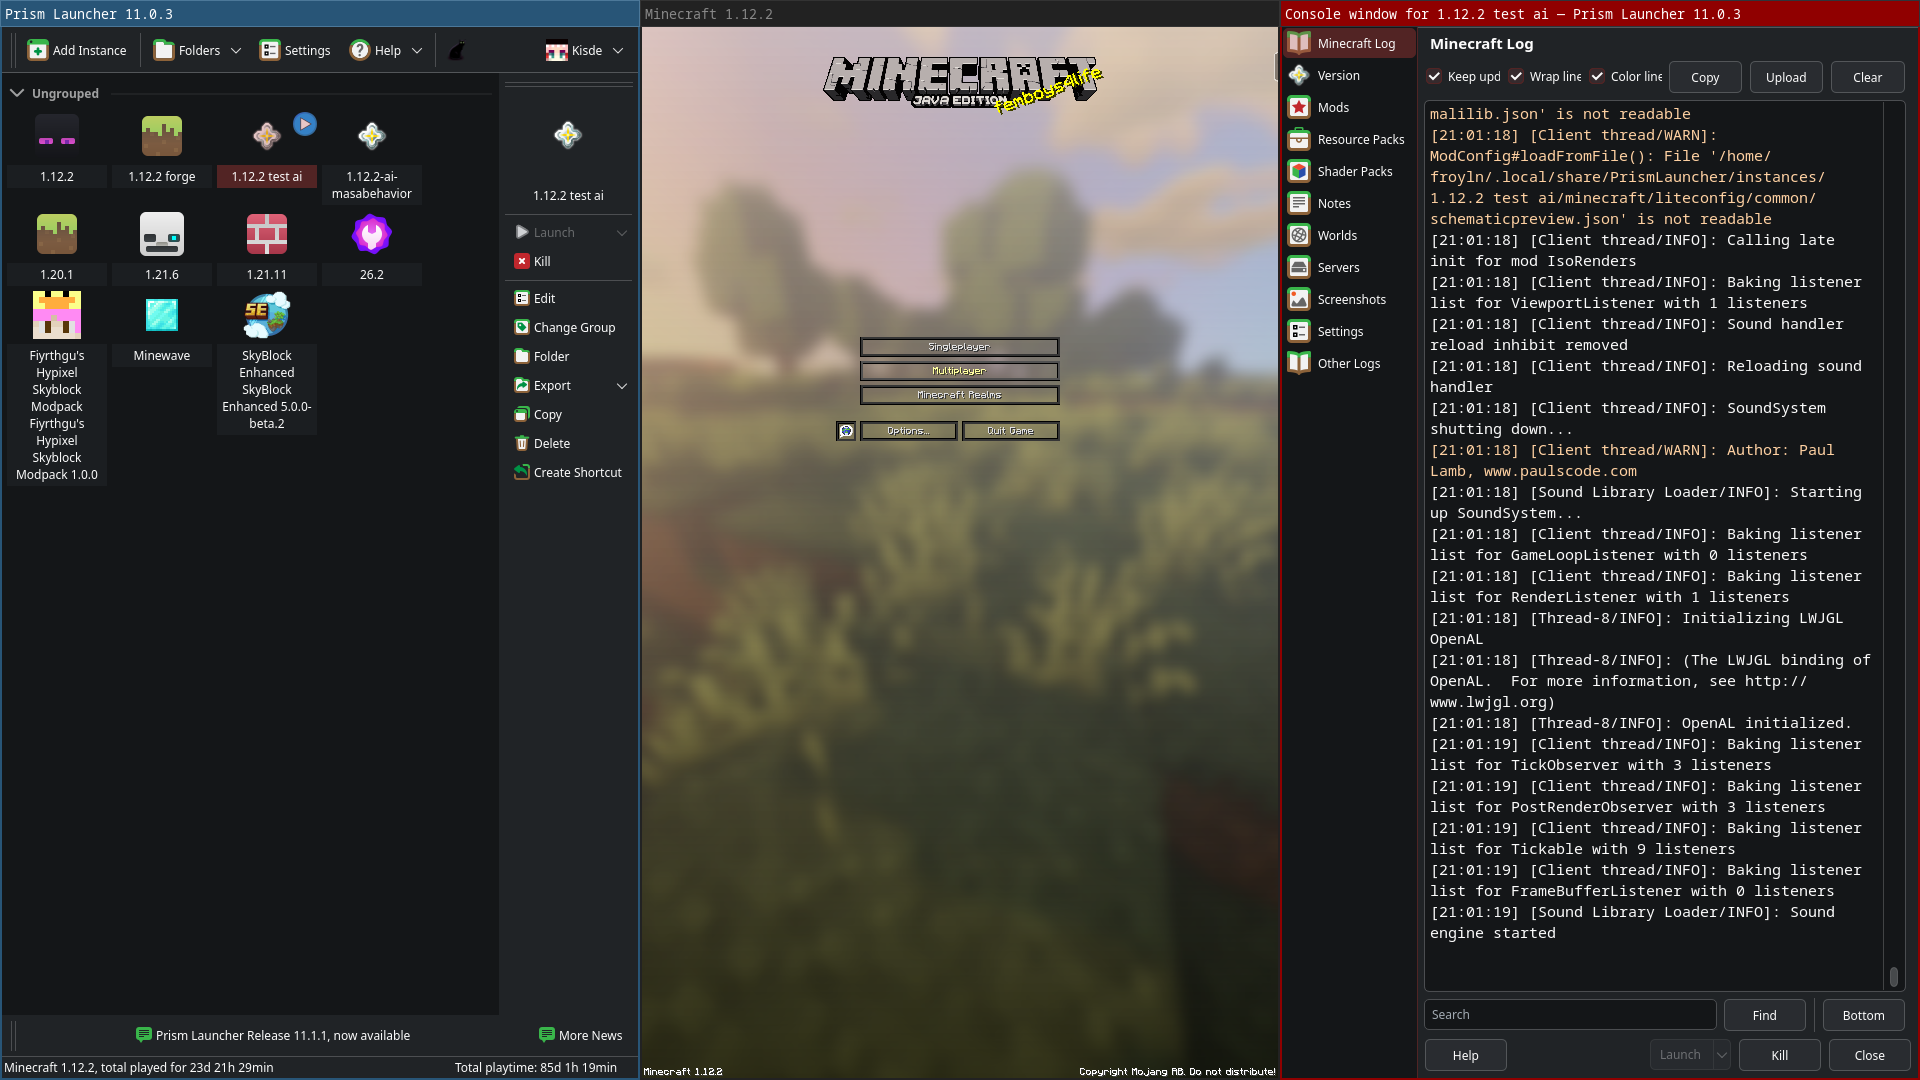 Prism Launcher 11.0.3
Add Instance
Folders
Settings
Help
Kisde
Ungrouped
1.12.2
1.12.2 forge
1.12.2 test ai
1.12.2-ai-
masabehavior
1.20.1
1.21.6
1.21.11
26.2
Fiyrthgu's
Hypixel
Skyblock
Modpack
Fiyrthgu's
Hypixel
Skyblock
Modpack 1.0.0
Minewave
SkyBlock
Enhanced
SkyBlock
Enhanced 5.0.0-
beta.2
1.12.2 test ai
Launch
Kill
Edit
Change Group
Folder
Export
Copy
Delete
Create Shortcut
Prism Launcher Release 11.1.1, now available
More News
Minecraft 1.12.2, total played for 23d 21h 29min
Total playtime: 85d 1h 19min
Minecraft 1.12.2
MINECRAFT
JAVA EDITION
femboys4life
Singleplayer
Multiplayer
Minecraft Realms
Options...
Quit Game
Minecraft 1.12.2
Copyright Mojang AB. Do not distribute!
Console window for 1.12.2 test ai — Prism Launcher 11.0.3
Minecraft Log
Version
Mods
Resource Packs
Shader Packs
Notes
Worlds
Servers
Screenshots
Settings
Other Logs
Minecraft Log
Keep upd
Wrap line
Color line
Copy
Upload
Clear
malilib.json' is not readable
[21:01:18] [Client thread/WARN]:
ModConfig#loadFromFile(): File '/home/
froyln/.local/share/PrismLauncher/instances/
1.12.2 test ai/minecraft/liteconfig/common/
schematicpreview.json' is not readable
[21:01:18] [Client thread/INFO]: Calling late
init for mod IsoRenders
[21:01:18] [Client thread/INFO]: Baking listener
list for ViewportListener with 1 listeners
[21:01:18] [Client thread/INFO]: Sound handler
reload inhibit removed
[21:01:18] [Client thread/INFO]: Reloading sound
handler
[21:01:18] [Client thread/INFO]: SoundSystem
shutting down...
[21:01:18] [Client thread/WARN]: Author: Paul
Lamb, www.paulscode.com
[21:01:18] [Sound Library Loader/INFO]: Starting
up SoundSystem...
[21:01:18] [Client thread/INFO]: Baking listener
list for GameLoopListener with 0 listeners
[21:01:18] [Client thread/INFO]: Baking listener
list for RenderListener with 1 listeners
[21:01:18] [Thread-8/INFO]: Initializing LWJGL
OpenAL
[21:01:18] [Thread-8/INFO]: (The LWJGL binding of
OpenAL.  For more information, see http://
www.lwjgl.org)
[21:01:18] [Thread-8/INFO]: OpenAL initialized.
[21:01:19] [Client thread/INFO]: Baking listener
list for TickObserver with 3 listeners
[21:01:19] [Client thread/INFO]: Baking listener
list for PostRenderObserver with 3 listeners
[21:01:19] [Client thread/INFO]: Baking listener
list for Tickable with 9 listeners
[21:01:19] [Client thread/INFO]: Baking listener
list for FrameBufferListener with 0 listeners
[21:01:19] [Sound Library Loader/INFO]: Sound
engine started
Search
Find
Bottom
Help
Launch
Kill
Close